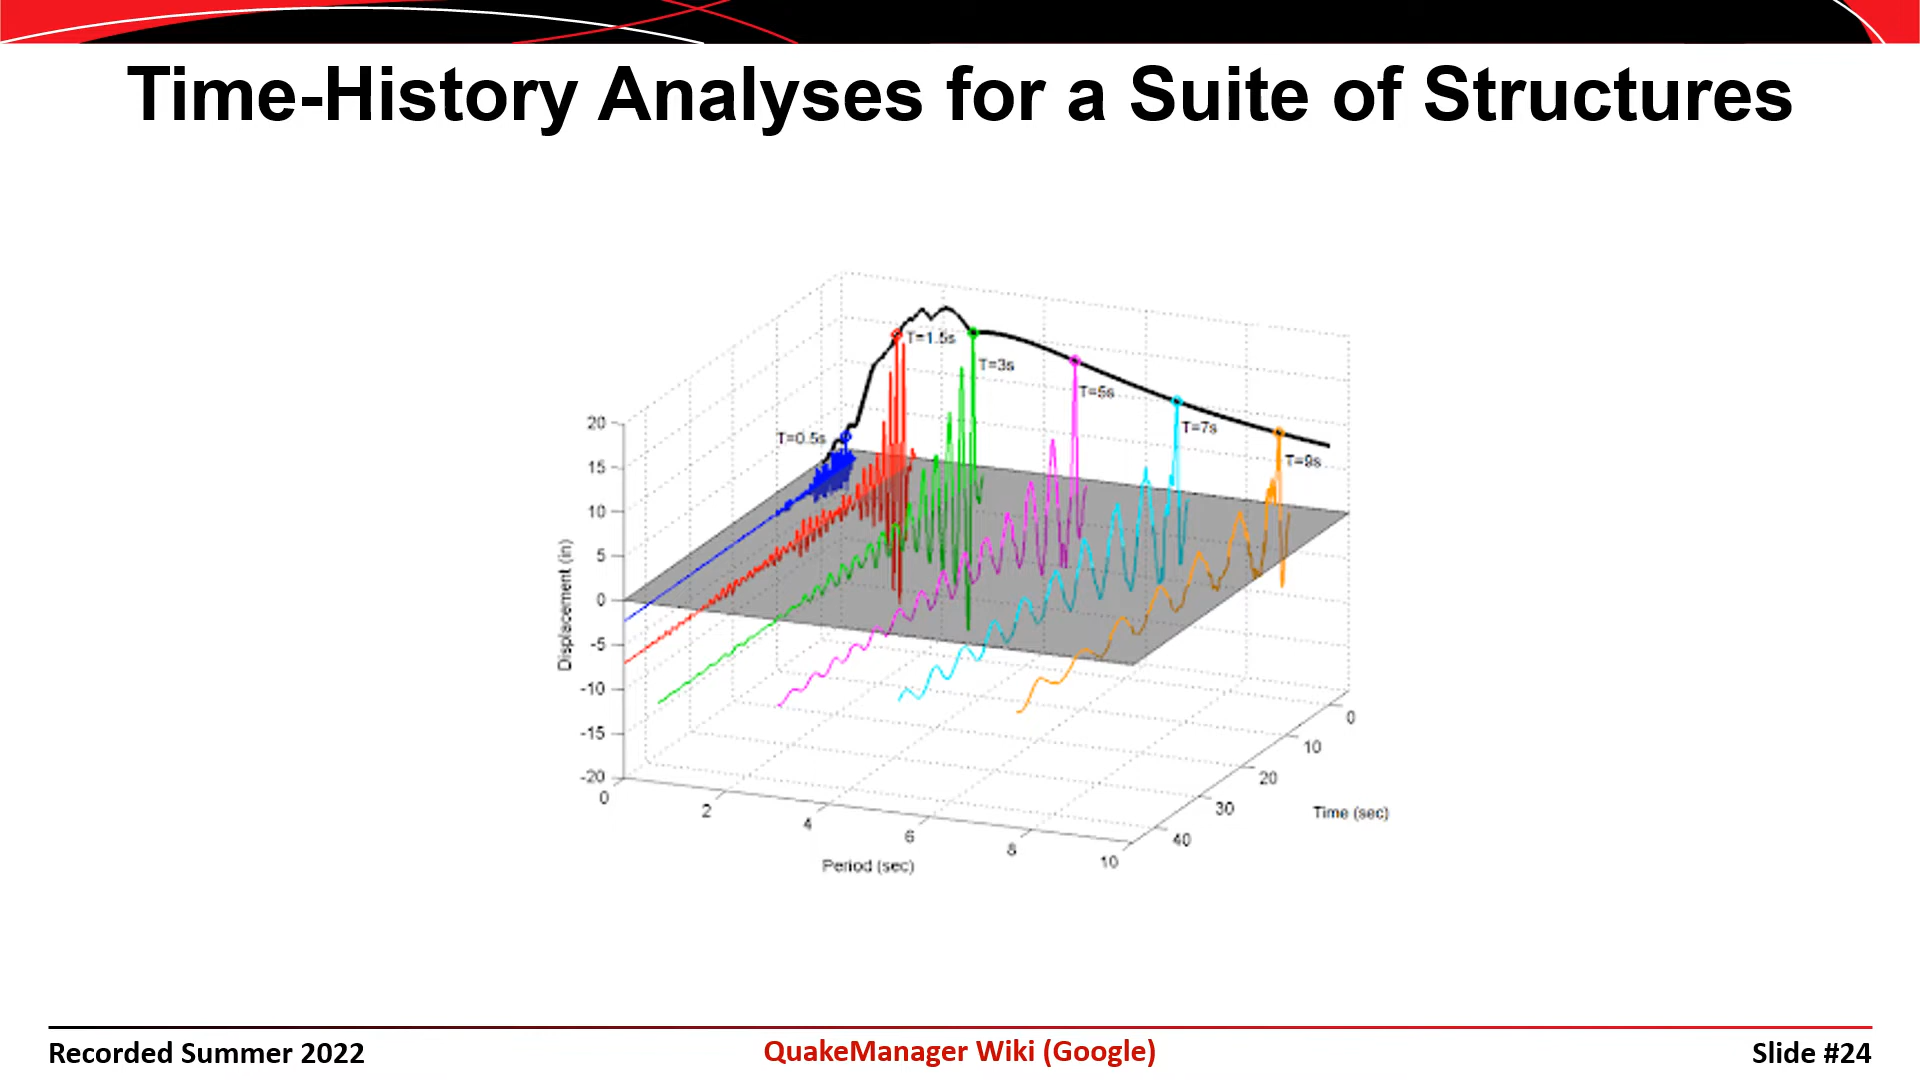 Time-History Analyses for a Suite of Structures
T=1.5s
T=3s
T=5s
T=7s
T=9s
T=0.5s
20
15
10
5
0
-5
-10
-15
-20
Displacement (in)
0
2
4
6
8
10
Period (sec)
0
10
20
30
40
Time (sec)
Recorded Summer 2022
QuakeManager Wiki (Google)
Slide #24